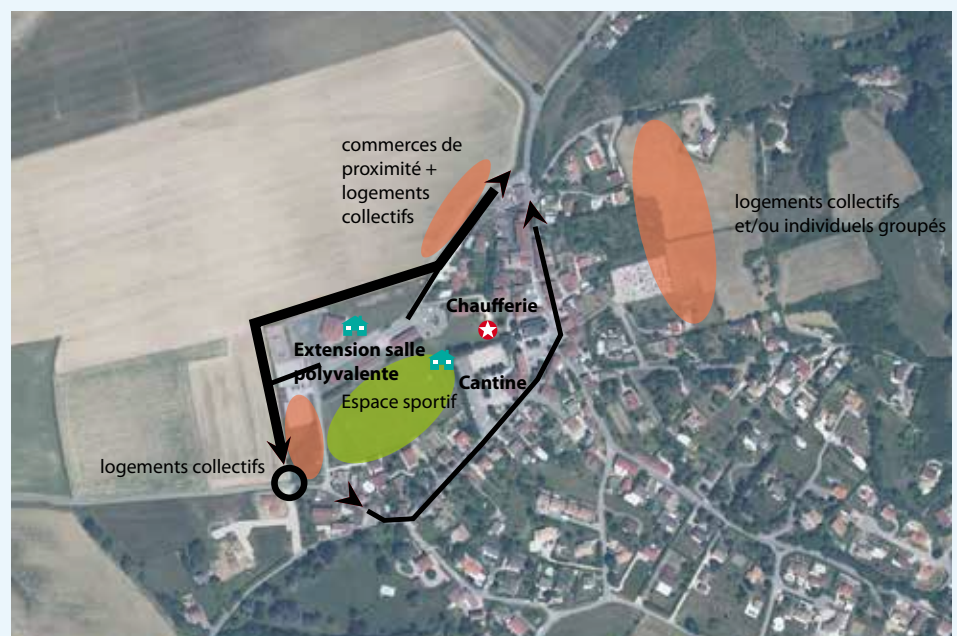 commerces de
proximité +
logements
collectifs
logements collectifs
et/ou individuels groupés
Chaufferie
Extension salle
polyvalente
Cantine
Espace sportif
logements collectifs